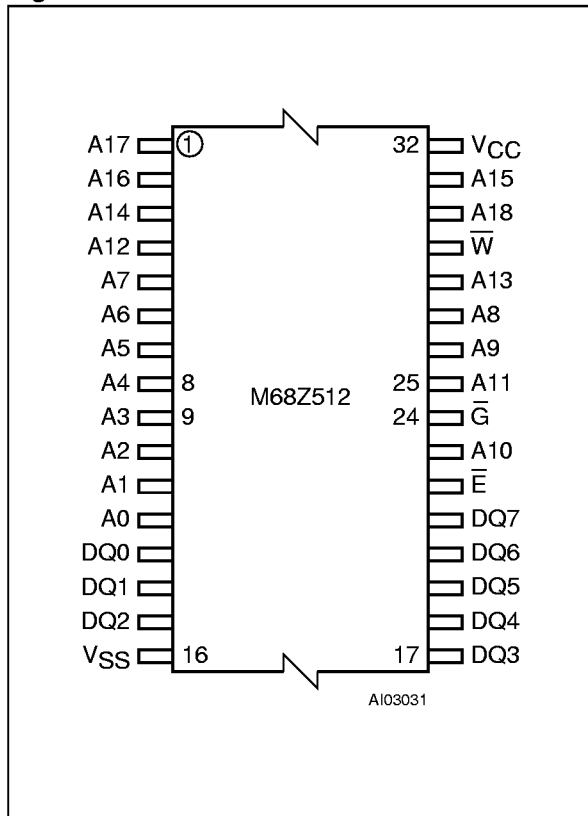 A17 1 32 VCC
A16 A15
A14 A18
A12 W̅
A7 A13
A6 A8
A5 A9
A4 8 25 A11
M68Z512
A3 9 24 G̅
A2 A10
A1 E̅
A0 DQ7
DQ0 DQ6
DQ1 DQ5
DQ2 DQ4
VSS 16 17 DQ3
AI03031